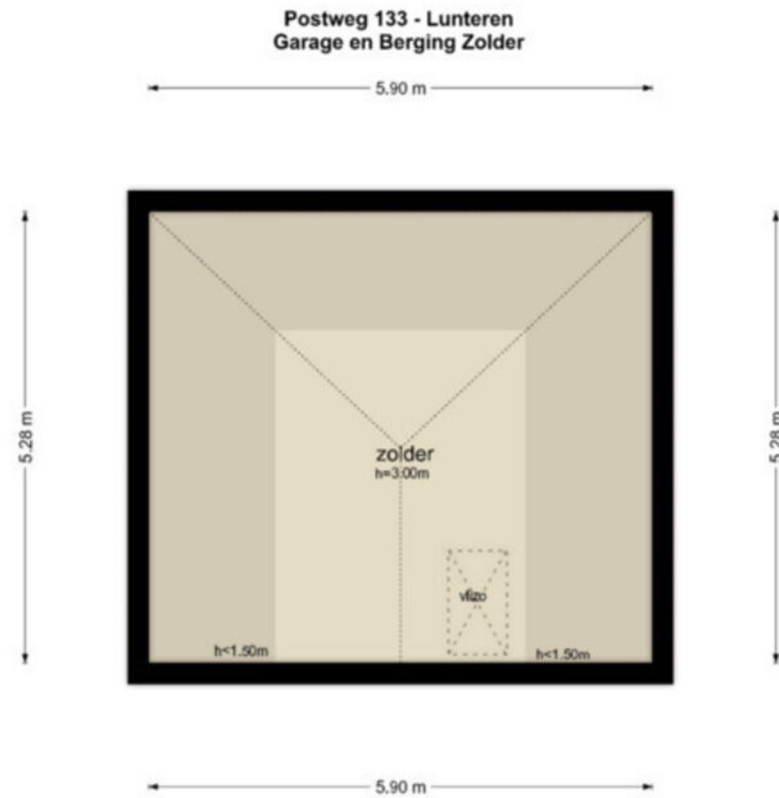 Postweg 133 - Lunteren
Garage en Berging Zolder
5.90 m
5.28 m
5.28 m
zolder
h=3.00m
vlizo
h<1.50m
h<1.50m
5.90 m